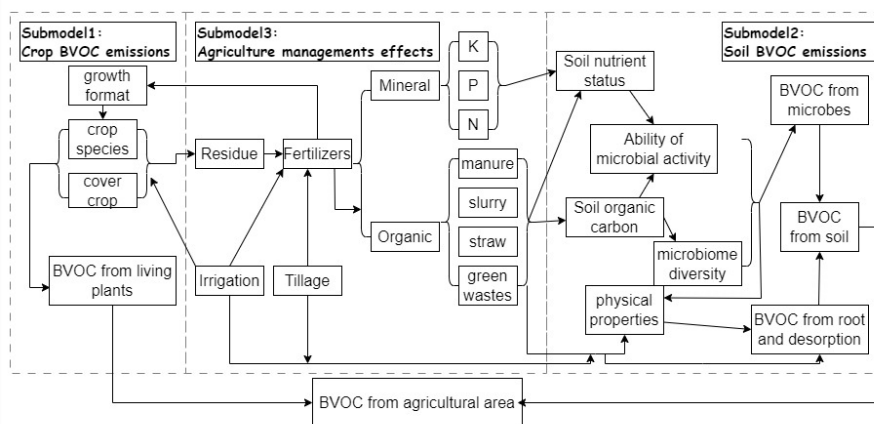 Submodel1:
Crop BVOC emissions
Submodel3:
Agriculture managements effects
Submodel2:
Soil BVOC emissions
growth
format
crop
species
cover
crop
BVOC from living
plants
Residue
Fertilizers
Irrigation
Tillage
Mineral
Organic
K
P
N
manure
slurry
straw
green
wastes
Soil nutrient
status
Ability of
microbial activity
Soil organic
carbon
microbiome
diversity
physical
properties
BVOC from
microbes
BVOC
from soil
BVOC from root
and desorption
BVOC from agricultural area